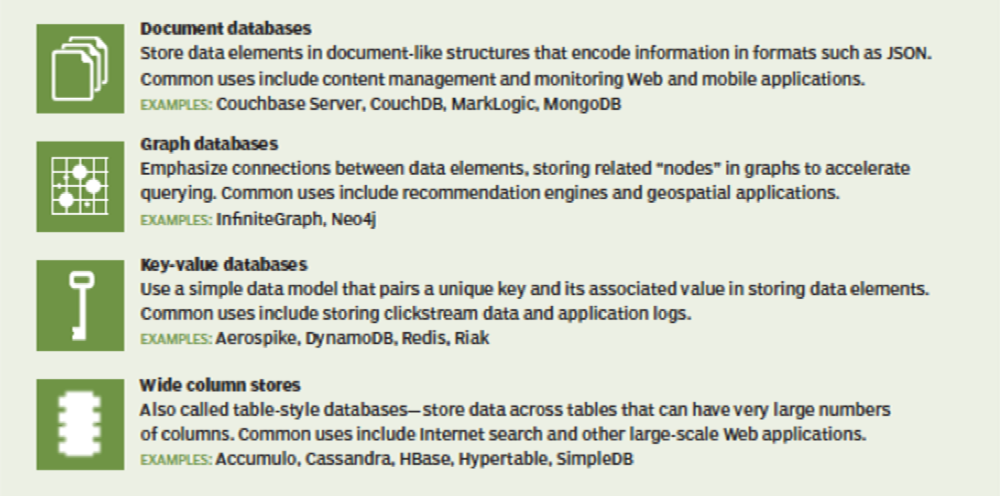 Document databases
Store data elements in document-like structures that encode information in formats such as JSON.
Common uses include content management and monitoring Web and mobile applications.
EXAMPLES: Couchbase Server, CouchDB, MarkLogic, MongoDB
Graph databases
Emphasize connections between data elements, storing related “nodes” in graphs to accelerate
querying. Common uses include recommendation engines and geospatial applications.
EXAMPLES: InfiniteGraph, Neo4j
Key-value databases
Use a simple data model that pairs a unique key and its associated value in storing data elements.
Common uses include storing clickstream data and application logs.
EXAMPLES: Aerospike, DynamoDB, Redis, Riak
Wide column stores
Also called table-style databases—store data across tables that can have very large numbers
of columns. Common uses include Internet search and other large-scale Web applications.
EXAMPLES: Accumulo, Cassandra, HBase, Hypertable, SimpleDB